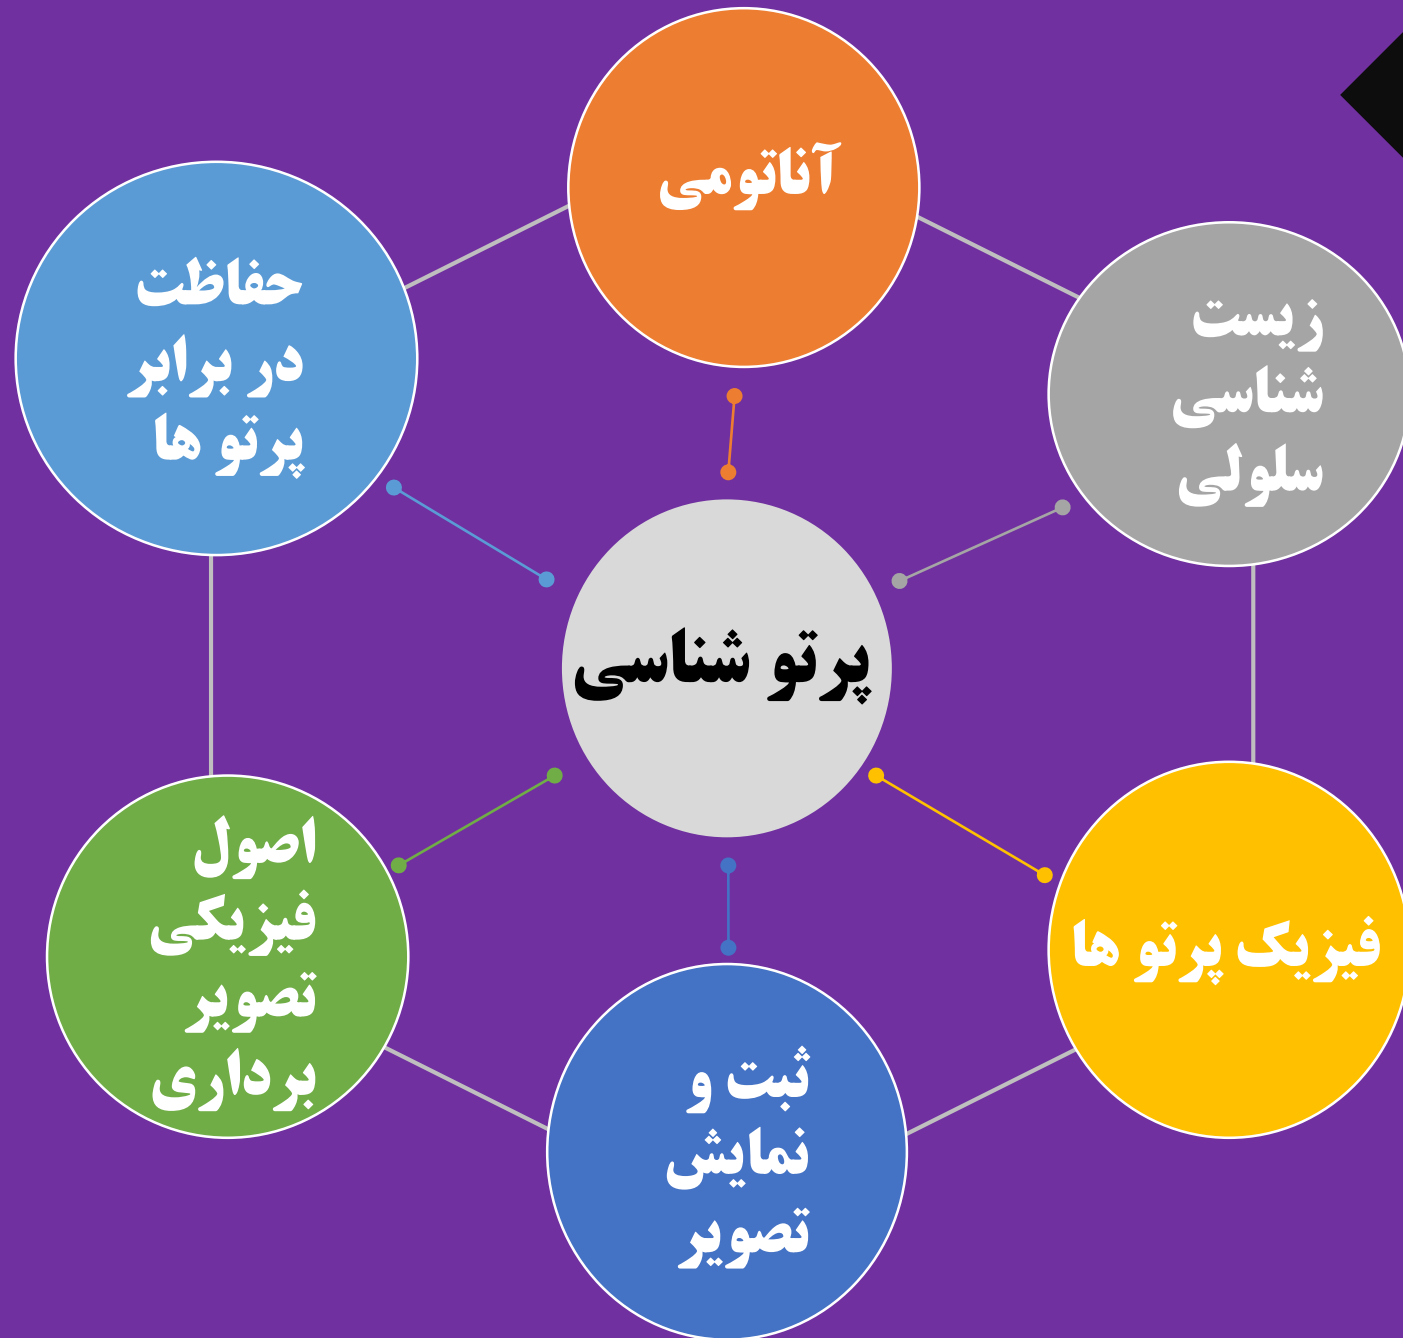 آناتومی
زیست
شناسی
سلولی
فیزیک پرتو ها
ثبت و
نمایش
تصویر
اصول
فیزیکی
تصویر
برداری
حفاظت
در برابر
پرتو ها
پرتو شناسی